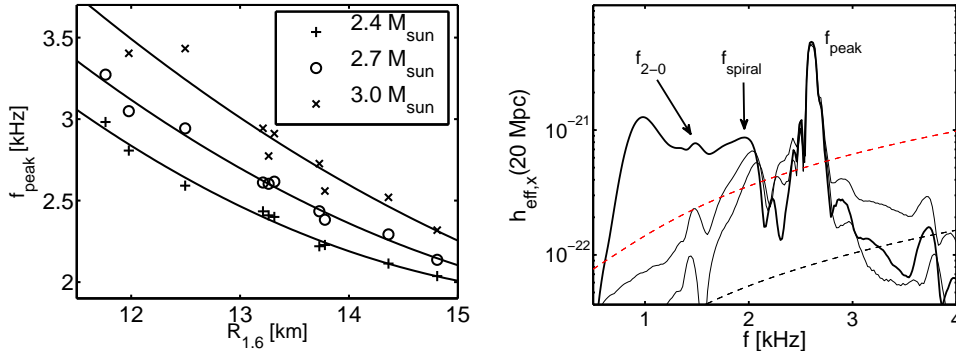 3.5
3
2.5
2
12
13
14
15
f_peak [kHz]
R_1.6 [km]
2.4 M_sun
2.7 M_sun
3.0 M_sun
10^−21
10^−22
1
2
3
4
h_eff,x(20 Mpc)
f [kHz]
f_2−0
f_spiral
f_peak